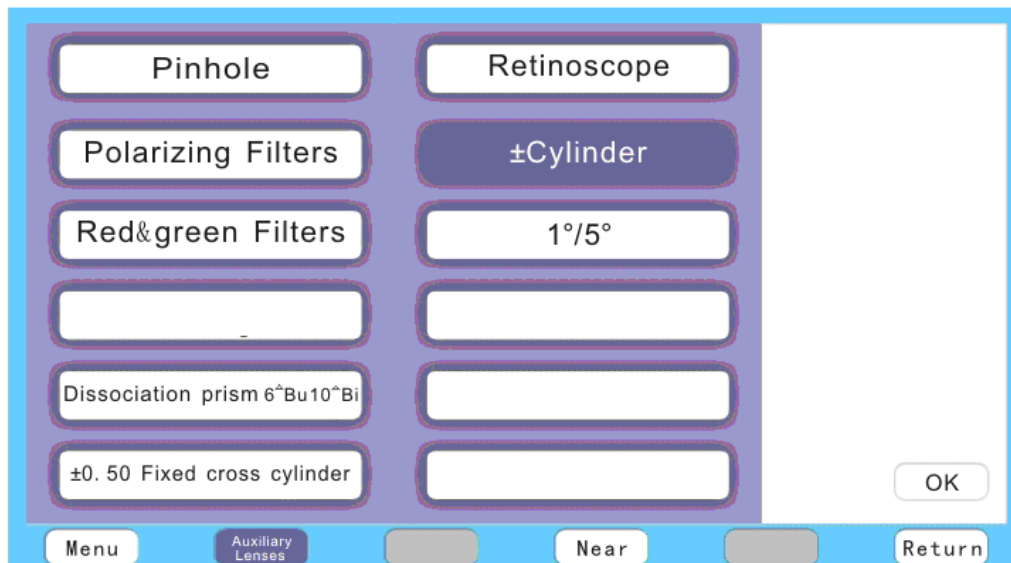 Pinhole
Retinoscope
Polarizing Filters
±Cylinder
Red&green Filters
1°/5°
Dissociation prism 6^Bu10^Bi
±0.50 Fixed cross cylinder
OK
Menu
Auxiliary
Lenses
Near
Return